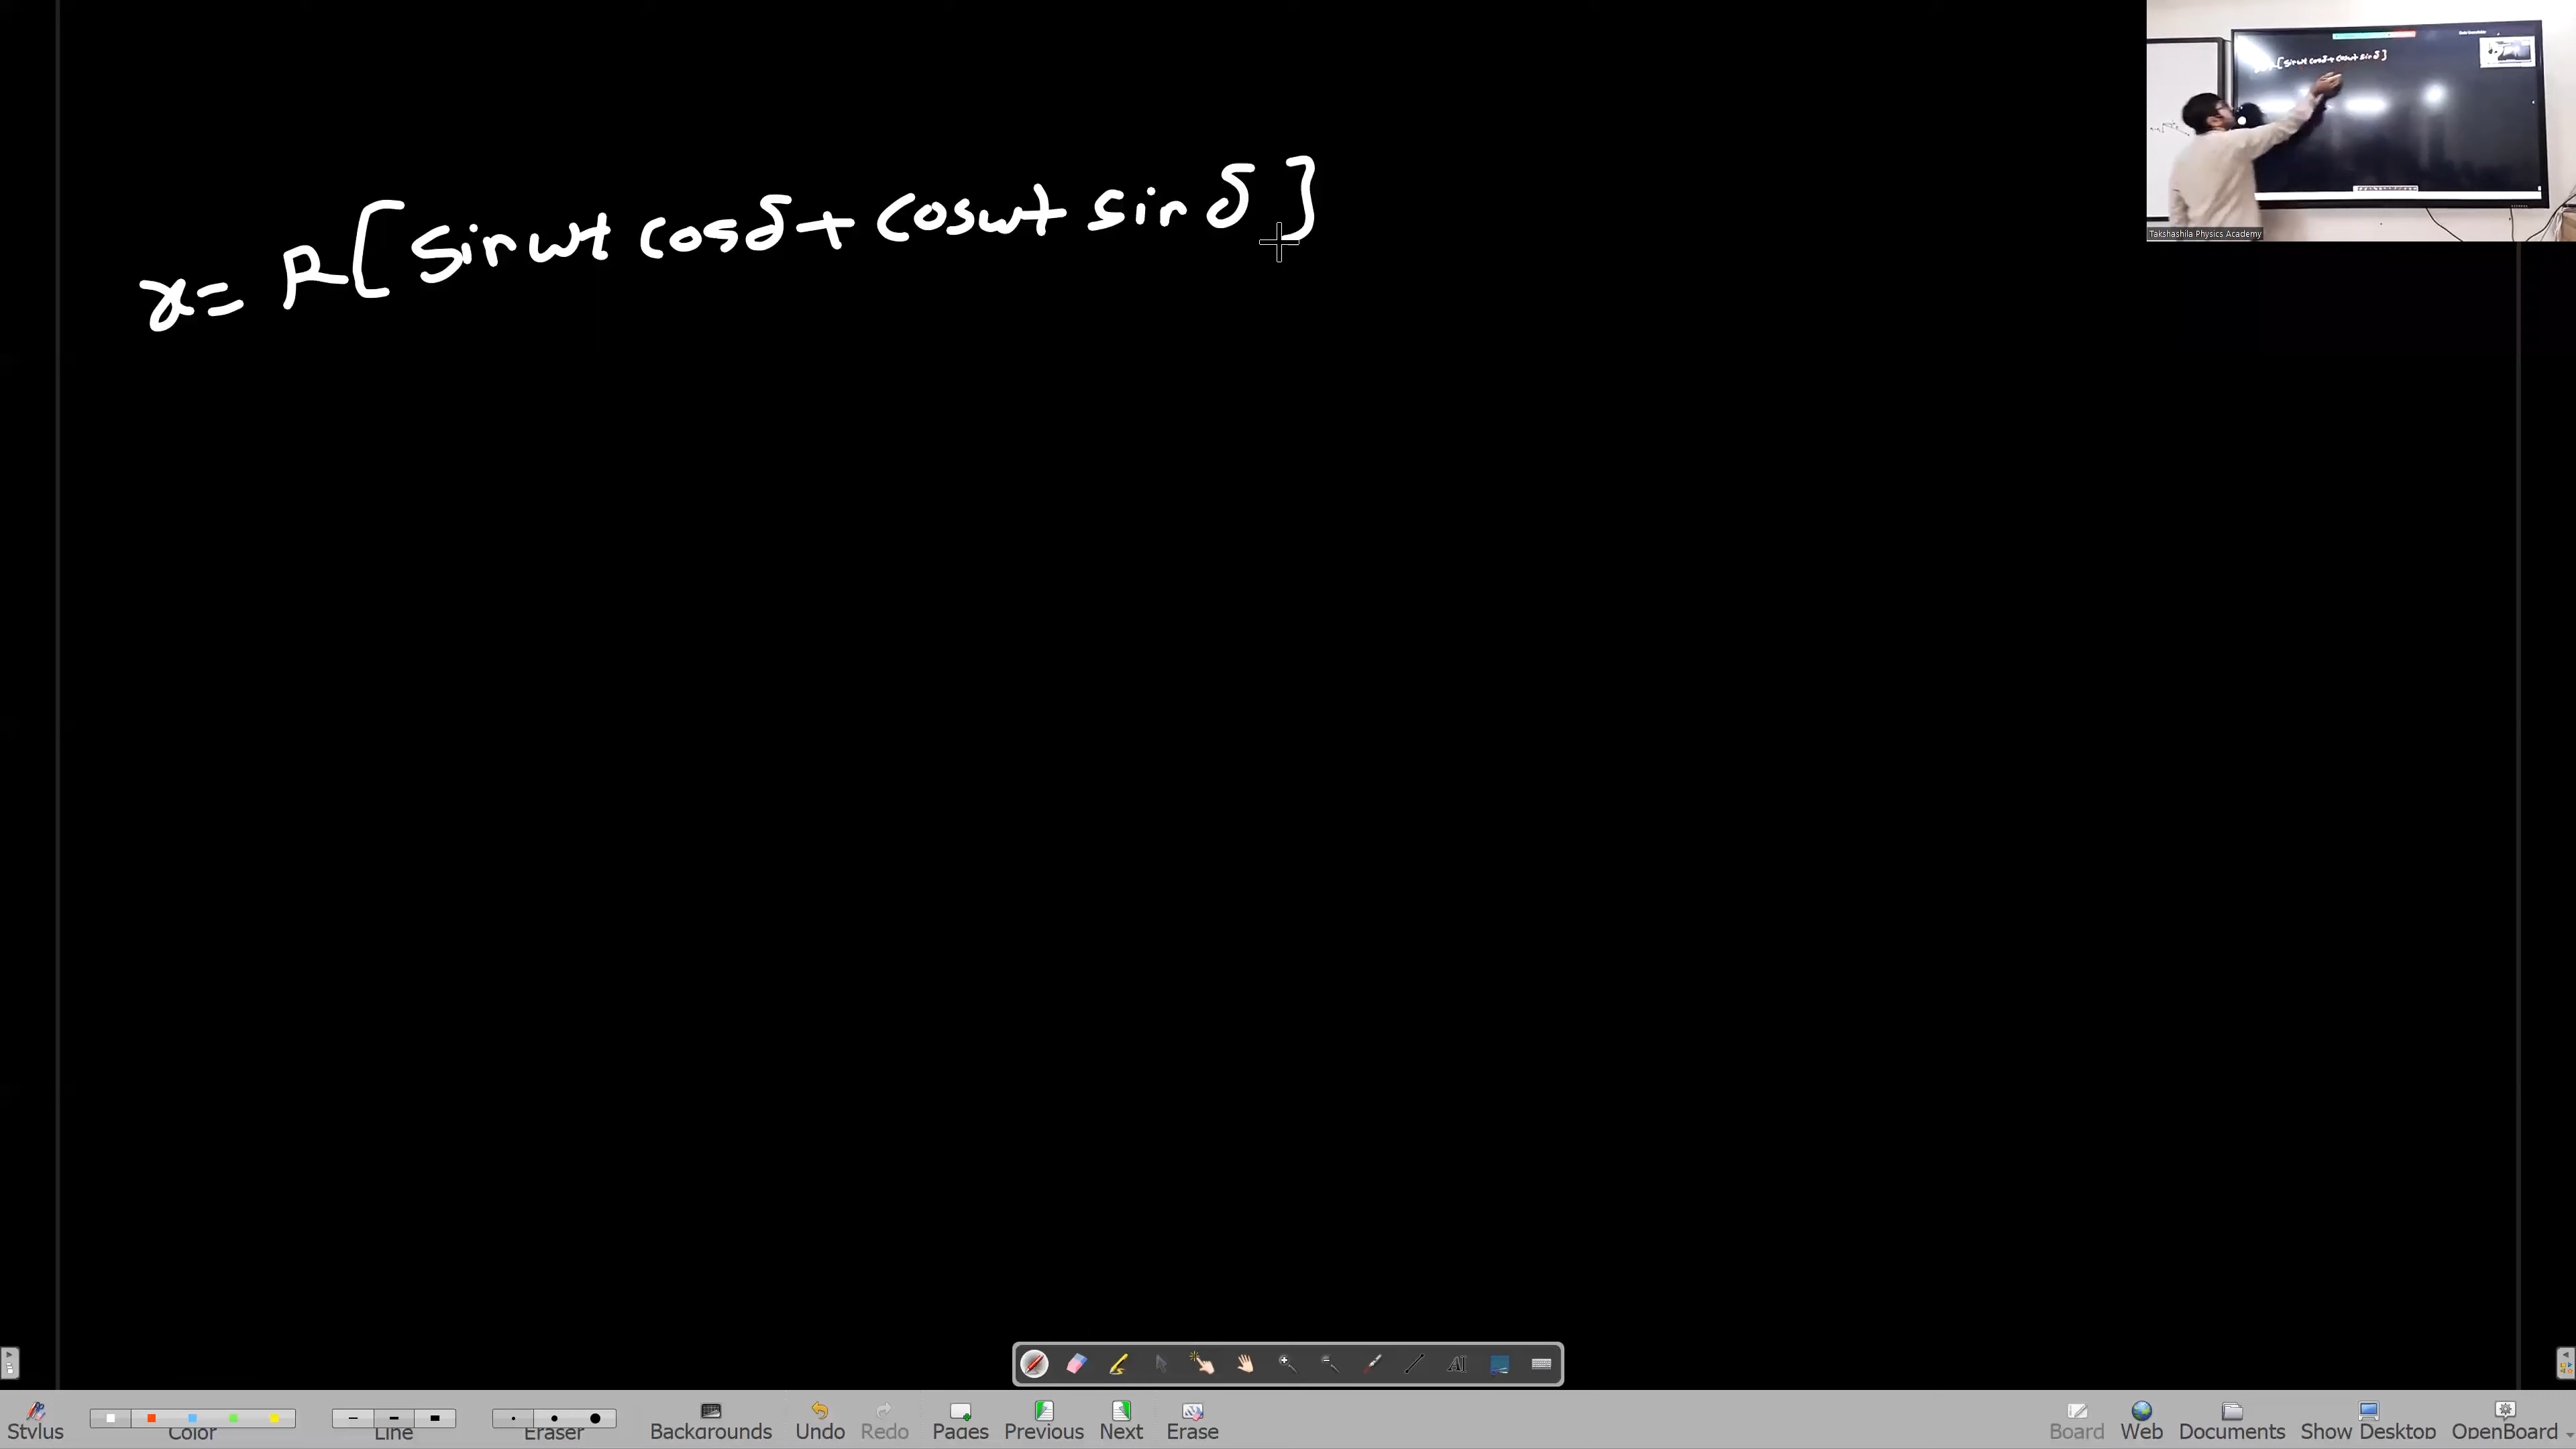 Takshashila Physics Academy
x= R[sinωt cosδ+ cosωt sinδ]
Stylus
Color
Line
Eraser
Backgrounds
Undo
Redo
Pages
Previous
Next
Erase
Board
Web
Documents
Show Desktop
OpenBoard